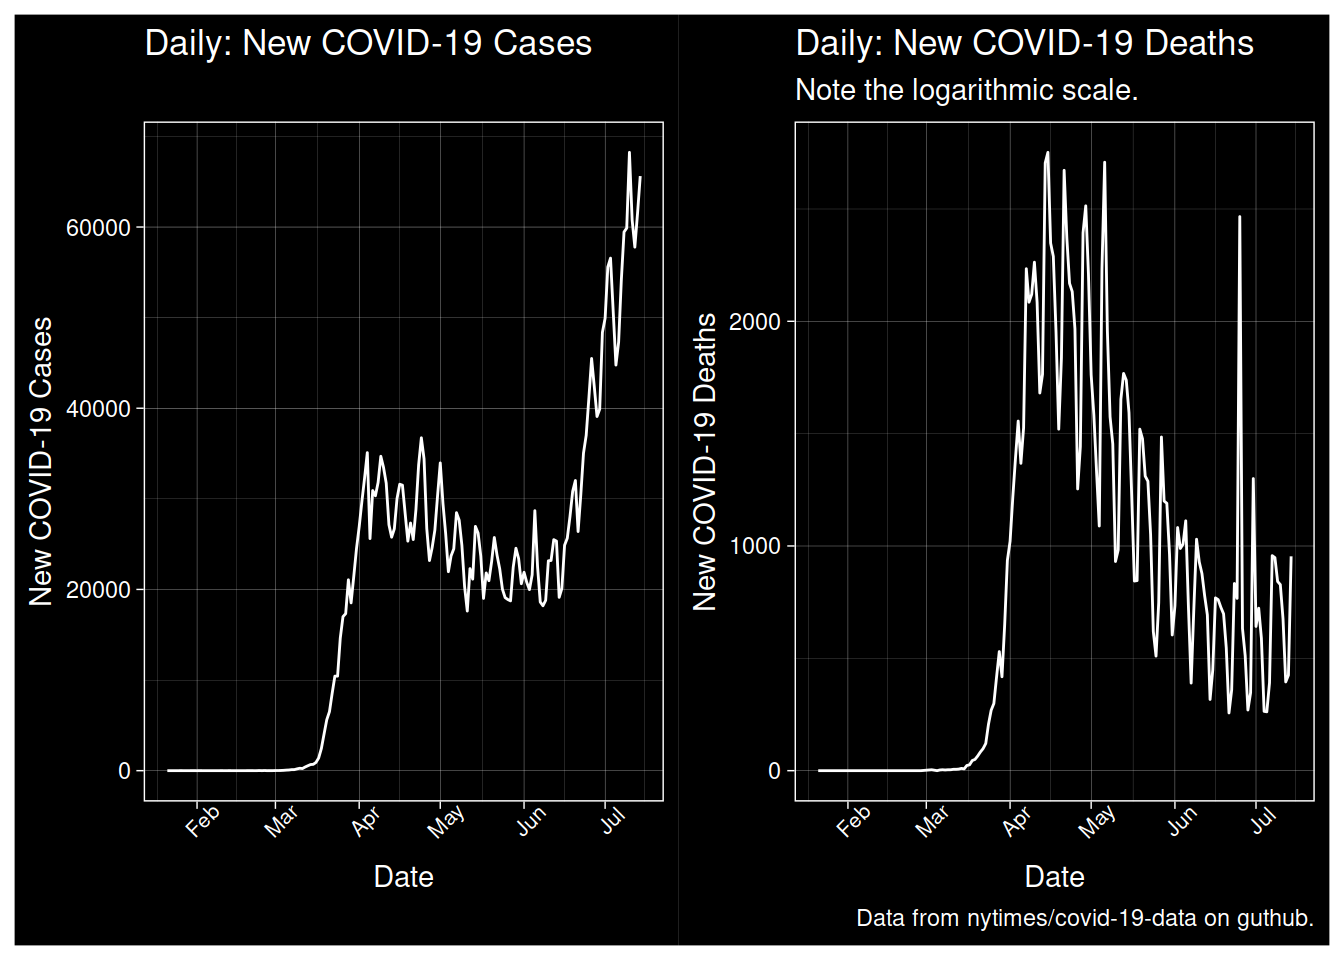 Daily: New COVID-19 Cases
New COVID-19 Cases
60000
40000
20000
0
Feb
Mar
Apr
May
Jun
Jul
Date
Daily: New COVID-19 Deaths
Note the logarithmic scale.
New COVID-19 Deaths
2000
1000
0
Feb
Mar
Apr
May
Jun
Jul
Date
Data from nytimes/covid-19-data on guthub.